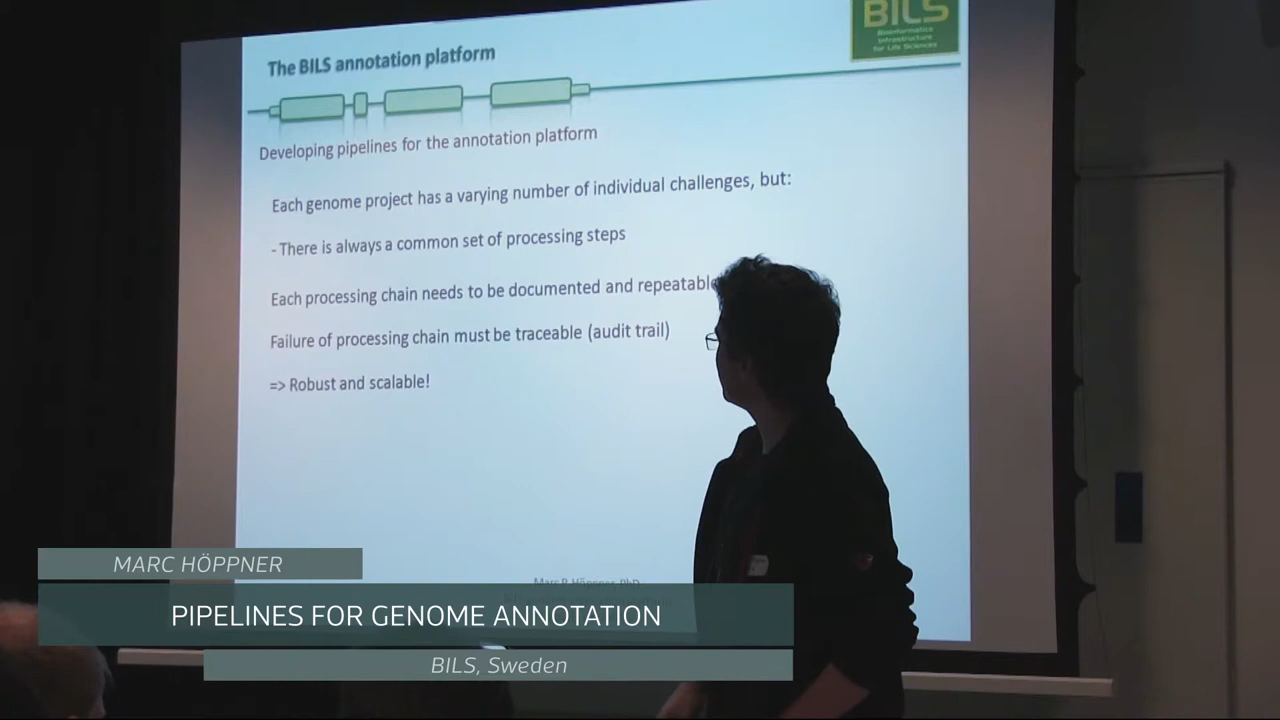 BILS
Bioinformatics
Infrastructure
for Life Sciences
The BILS annotation platform
Developing pipelines for the annotation platform
Each genome project has a varying number of individual challenges, but:
- There is always a common set of processing steps
Each processing chain needs to be documented and repeatable
Failure of processing chain must be traceable (audit trail)
=> Robust and scalable!
Marc P. Höppner, PhD
MARC HÖPPNER
PIPELINES FOR GENOME ANNOTATION
BILS, Sweden